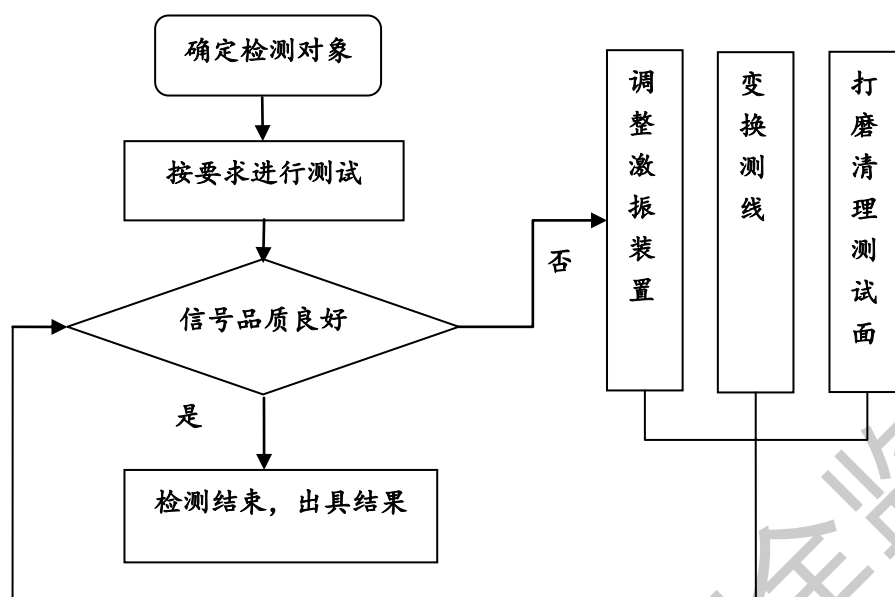 确定检测对象
按要求进行测试
信号品质良好
是
检测结束，出具结果
否
调整激振装置
变换测线
打磨清理测试面